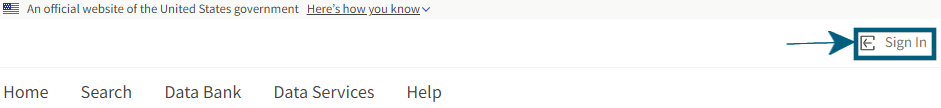 An official website of the United States government Here's how you know
Sign In
Home Search Data Bank Data Services Help